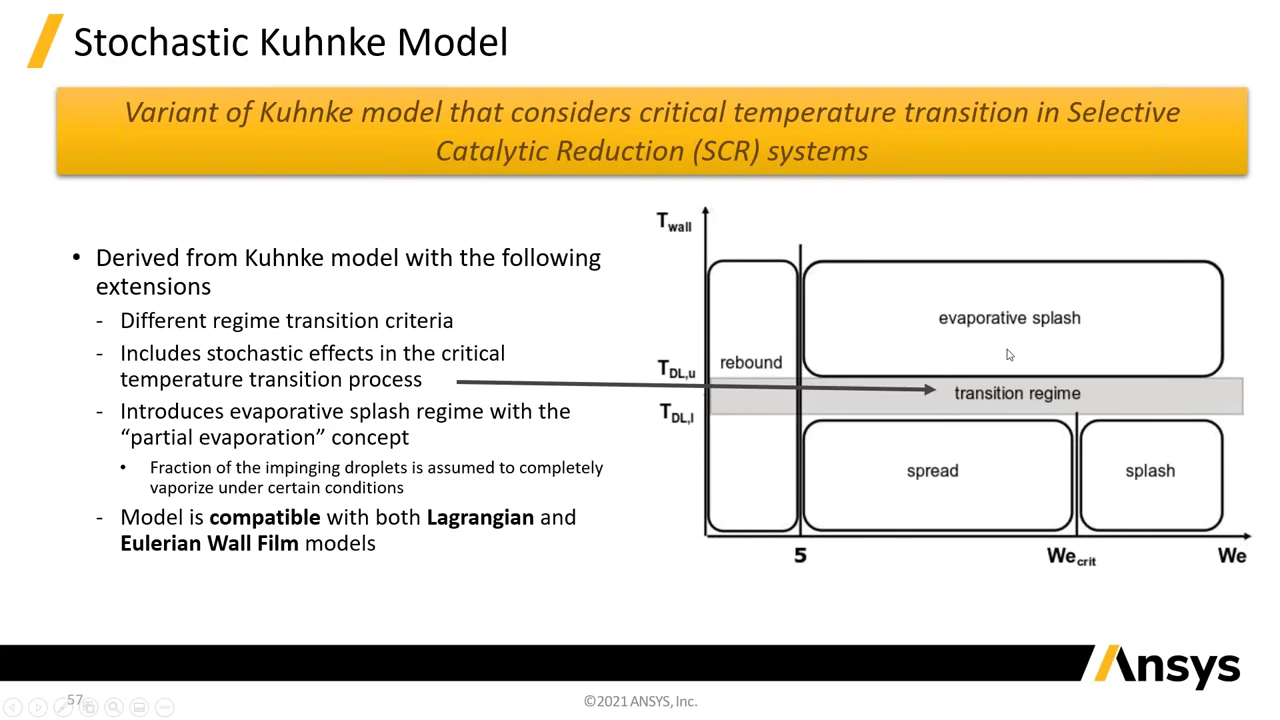 Stochastic Kuhnke Model
Variant of Kuhnke model that considers critical temperature transition in Selective
Catalytic Reduction (SCR) systems
• Derived from Kuhnke model with the following
extensions
- Different regime transition criteria
- Includes stochastic effects in the critical
temperature transition process
- Introduces evaporative splash regime with the
“partial evaporation” concept
• Fraction of the impinging droplets is assumed to completely
vaporize under certain conditions
- Model is compatible with both Lagrangian and
Eulerian Wall Film models
Twall
evaporative splash
rebound
TDL,u
transition regime
TDL,l
spread
splash
5
Wecrit
We
Ansys
57
©2021 ANSYS, Inc.